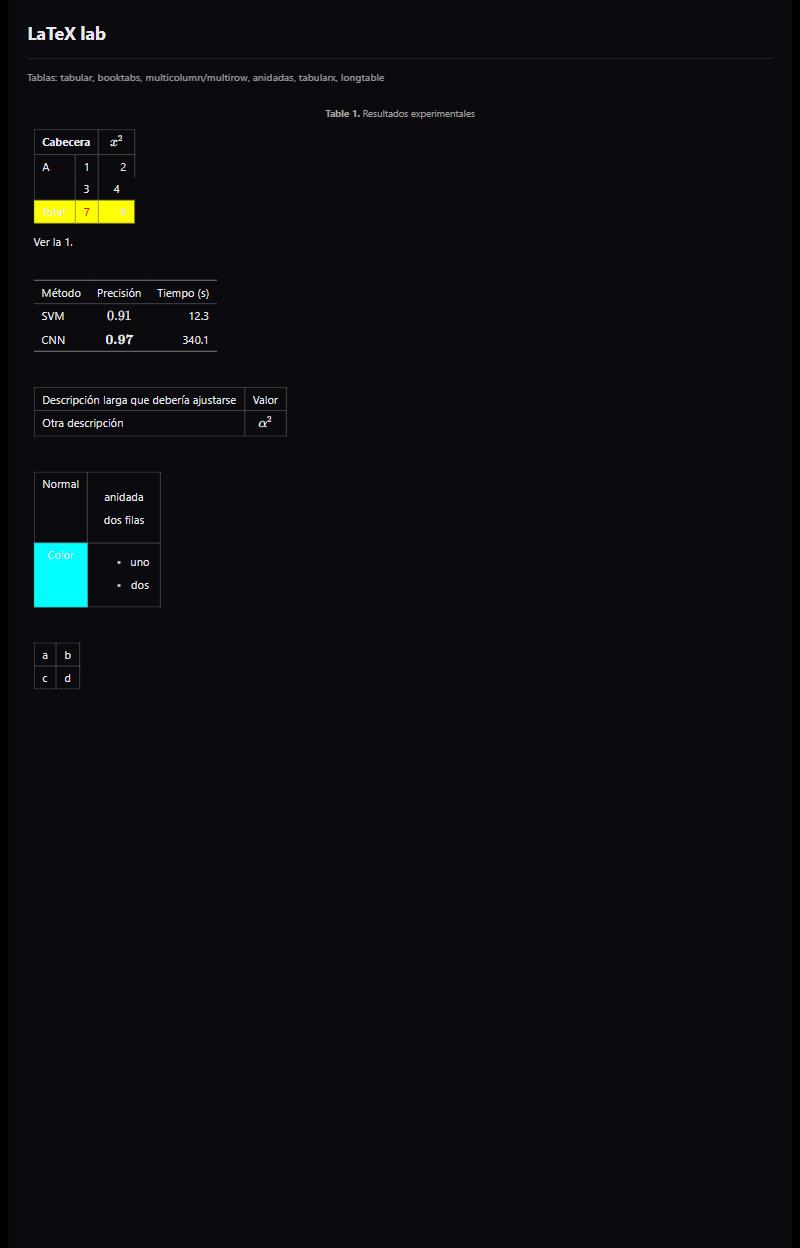 LaTeX lab
Tablas: tabular, booktabs, multicolumn/multirow, anidadas, tabularx, longtable
Table 1. Resultados experimentales
Cabecera x²
A 1 2
3 4
Total 7 9
Ver la 1.
Método Precisión Tiempo (s)
SVM 0.91 12.3
CNN 0.97 340.1
Descripción larga que debería ajustarse Valor
Otra descripción α²
Normal
anidada
dos filas
Color
• uno
• dos
a b
c d